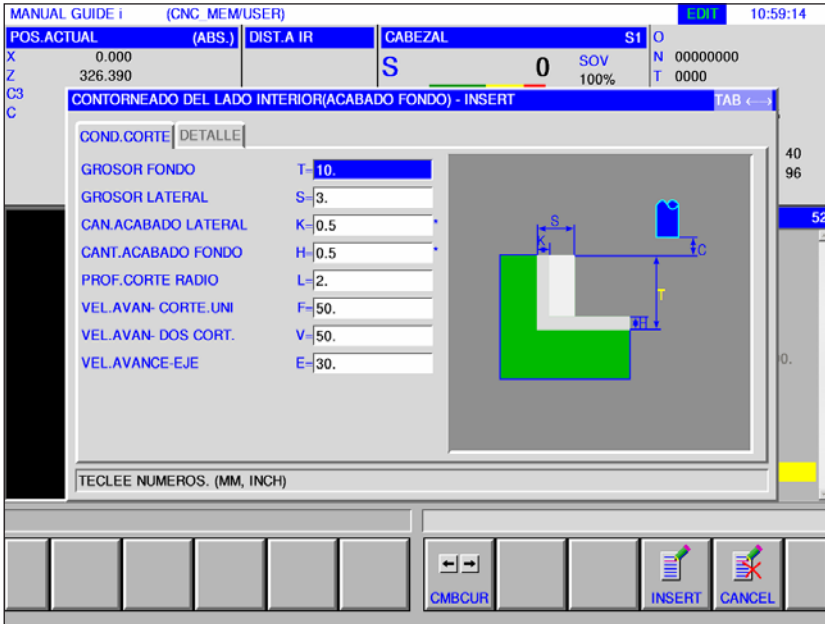 MANUAL GUIDE i (CNC_MEM/USER) EDIT 10:59:14
POS.ACTUAL (ABS.) DIST.A IR CABEZAL S1 O
X 0.000 S 0 SOV N 00000000
Z 326.390 100% T 0000
C3
C
CONTORNEADO DEL LADO INTERIOR(ACABADO FONDO) - INSERT TAB ←→
COND.CORTE DETALLE
40
96
GROSOR FONDO T=10.
GROSOR LATERAL S=3.
CAN.ACABADO LATERAL K=0.5 *
CANT.ACABADO FONDO H=0.5 *
PROF.CORTE RADIO L=2.
VEL.AVAN- CORTE.UNI F=50.
VEL.AVAN- DOS CORT. V=50.
VEL.AVANCE-EJE E=30.
S
K
C
T
H
52
0.
TECLEE NUMEROS. (MM, INCH)
CMBCUR INSERT CANCEL